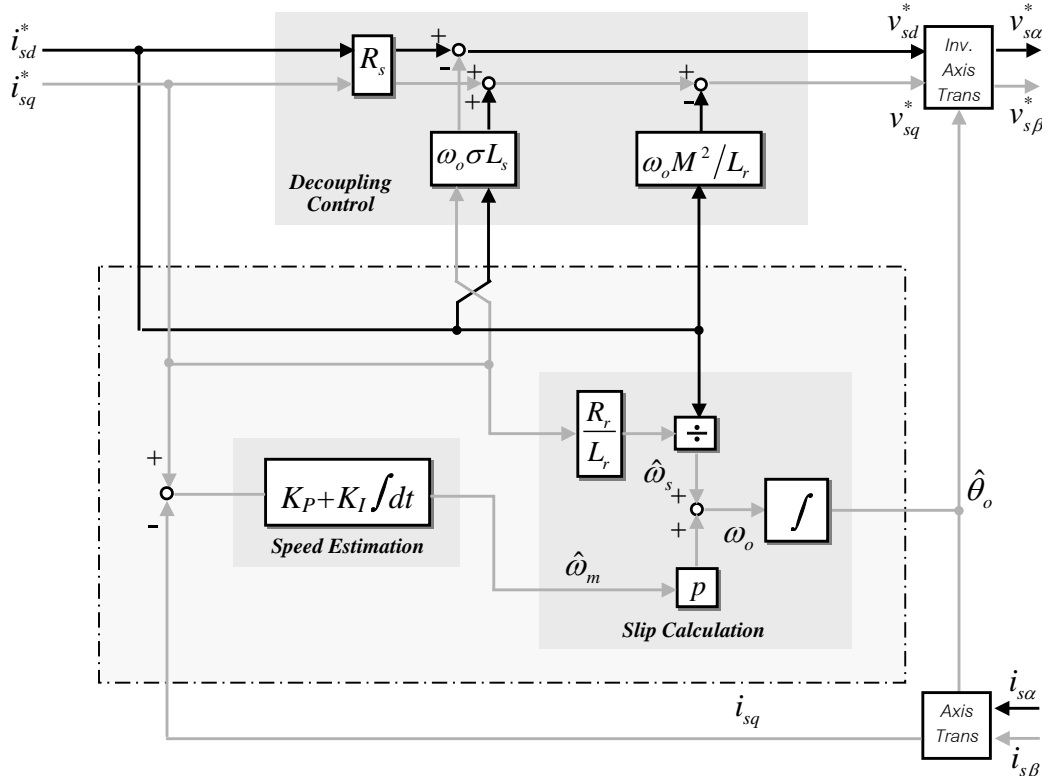 i*sd
i*sq
Rs
+
-
+
+
+
-
v*sd
v*sq
Inv.
Axis
Trans
v*sα
v*sβ
ωoσLs
ωoM²/Lr
Decoupling
Control
Rr
Lr
÷
ω̂s
+
+
ωo
∫
θ̂o
+
-
KP+KI∫dt
Speed Estimation
ω̂m
p
Slip Calculation
isq
Axis
Trans
isα
isβ